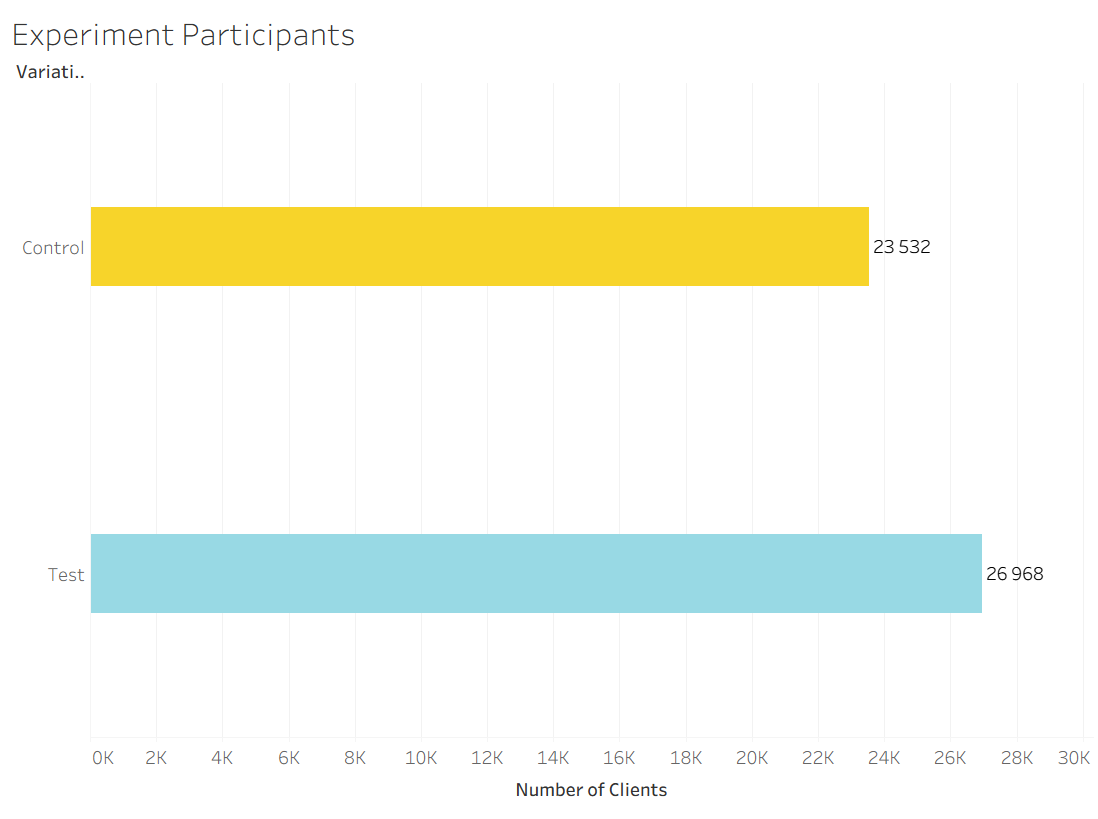 Experiment Participants
Variati..
Control 23 532
Test 26 968
0K 2K 4K 6K 8K 10K 12K 14K 16K 18K 20K 22K 24K 26K 28K 30K
Number of Clients